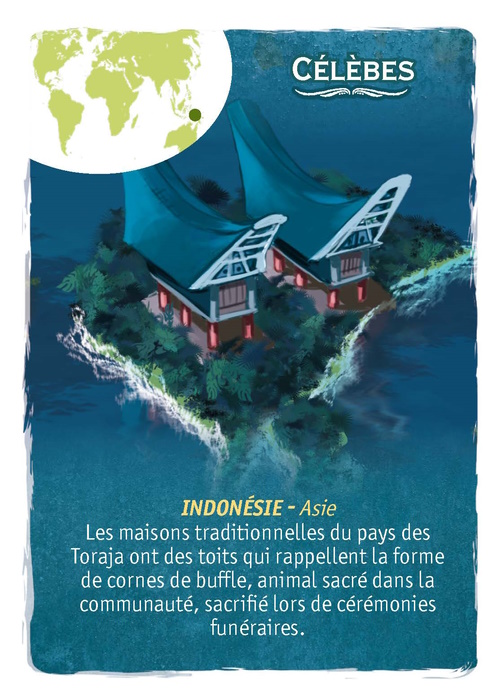 CÉLÈBES
INDONÉSIE - Asie
Les maisons traditionnelles du pays des
Toraja ont des toits qui rappellent la forme
de cornes de buffle, animal sacré dans la
communauté, sacrifié lors de cérémonies
funéraires.